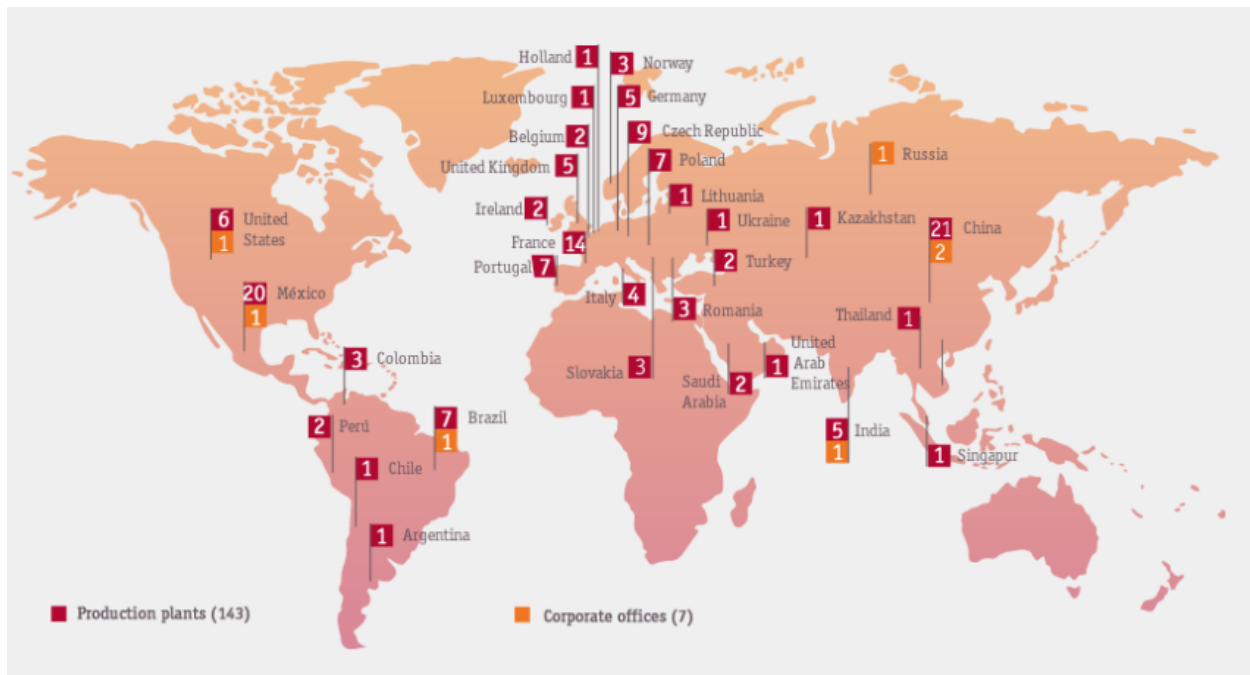 Holland 1
3 Norway
Luxembourg 1
5 Germany
Belgium 2
9 Czech Republic
United Kingdom 5
7 Poland
1 Russia
1 Lithuania
Ireland 2
6 United
States
1
1 Ukraine
1 Kazakhstan
21 China
2
France 14
Portugal 7
2 Turkey
20 México
1
Italy 4
3 Romania
Thailand 1
United
Arab
Emirates
1
3 Colombia
Slovakia 3
Saudi
Arabia
2
2 Perú
7 Brazil
1
5 India
1
1 Singapur
1 Chile
1 Argentina
Production plants (143)
Corporate offices (7)